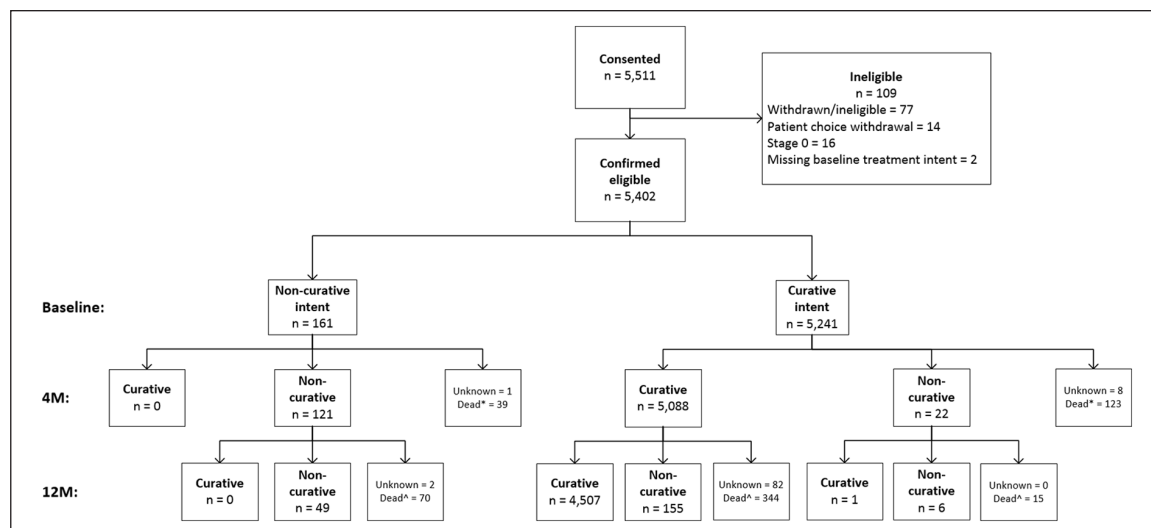 Consented
n = 5,511
Ineligible
n = 109
Withdrawn/ineligible = 77
Patient choice withdrawal = 14
Stage 0 = 16
Missing baseline treatment intent = 2
Confirmed
eligible
n = 5,402
Baseline:
Non-curative
intent
n = 161
Curative
intent
n = 5,241
4M:
Curative
n = 0
Non-
curative
n = 121
Unknown = 1
Dead* = 39
Curative
n = 5,088
Non-
curative
n = 22
Unknown = 8
Dead* = 123
12M:
Curative
n = 0
Non-
curative
n = 49
Unknown = 2
Dead^ = 70
Curative
n = 4,507
Non-
curative
n = 155
Unknown = 82
Dead^ = 344
Curative
n = 1
Non-
curative
n = 6
Unknown = 0
Dead^ = 15